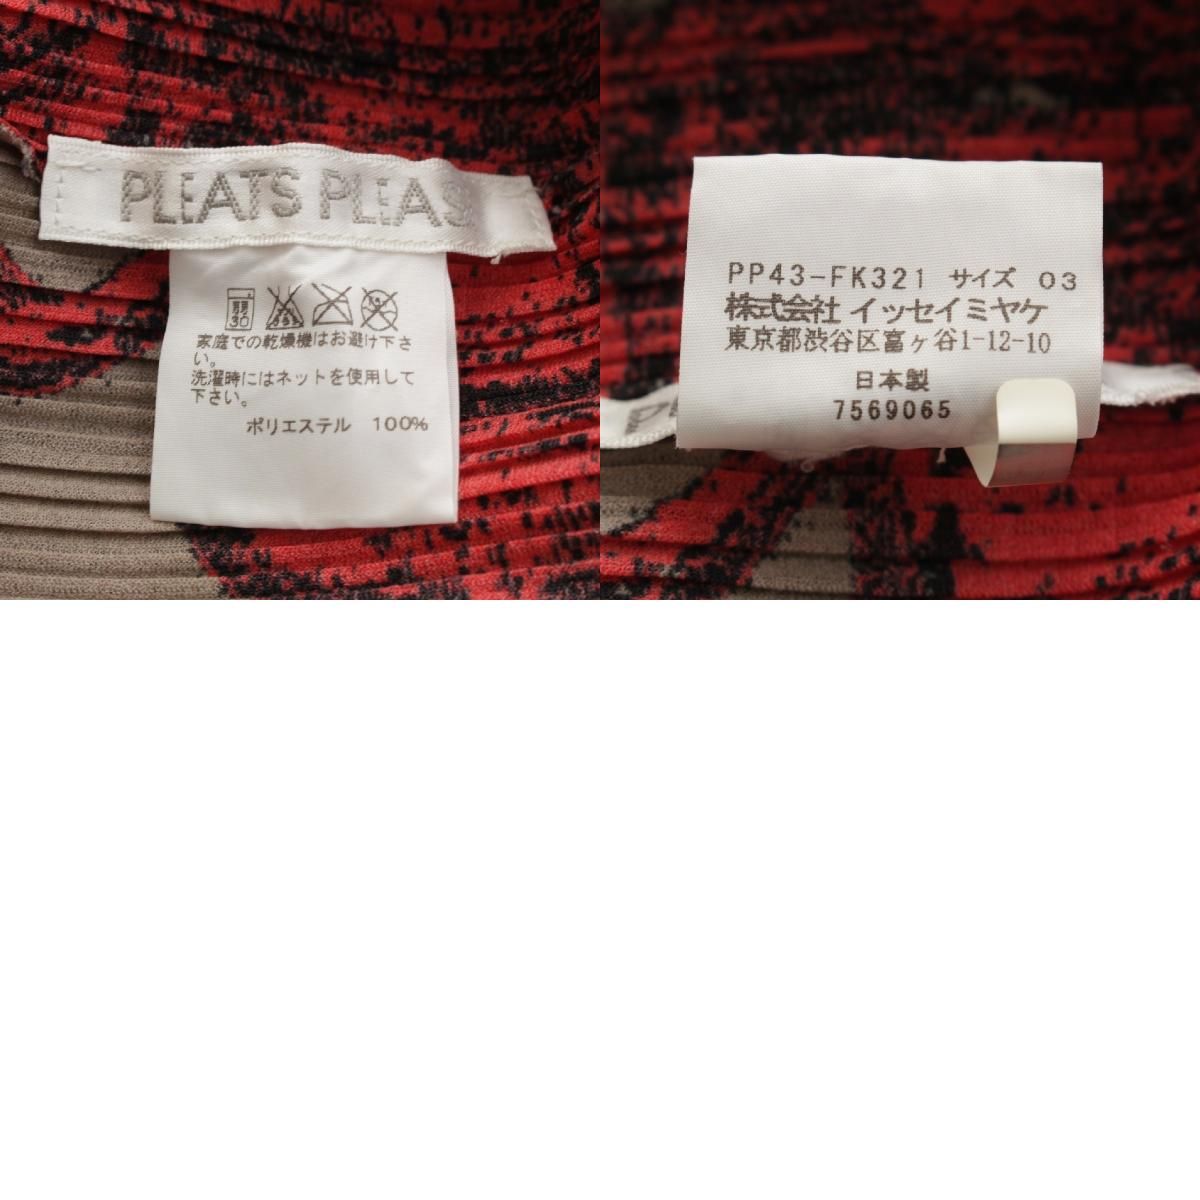 PLEATS PLEAS
弱
30
家庭での乾燥機はお避け下さ
い。
洗濯時にはネットを使用して
下さい。
ポリエステル 100%
PP43-FK321 サイズ 03
株式会社 イッセイミヤケ
東京都渋谷区富ヶ谷1-12-10
日本製
7569065